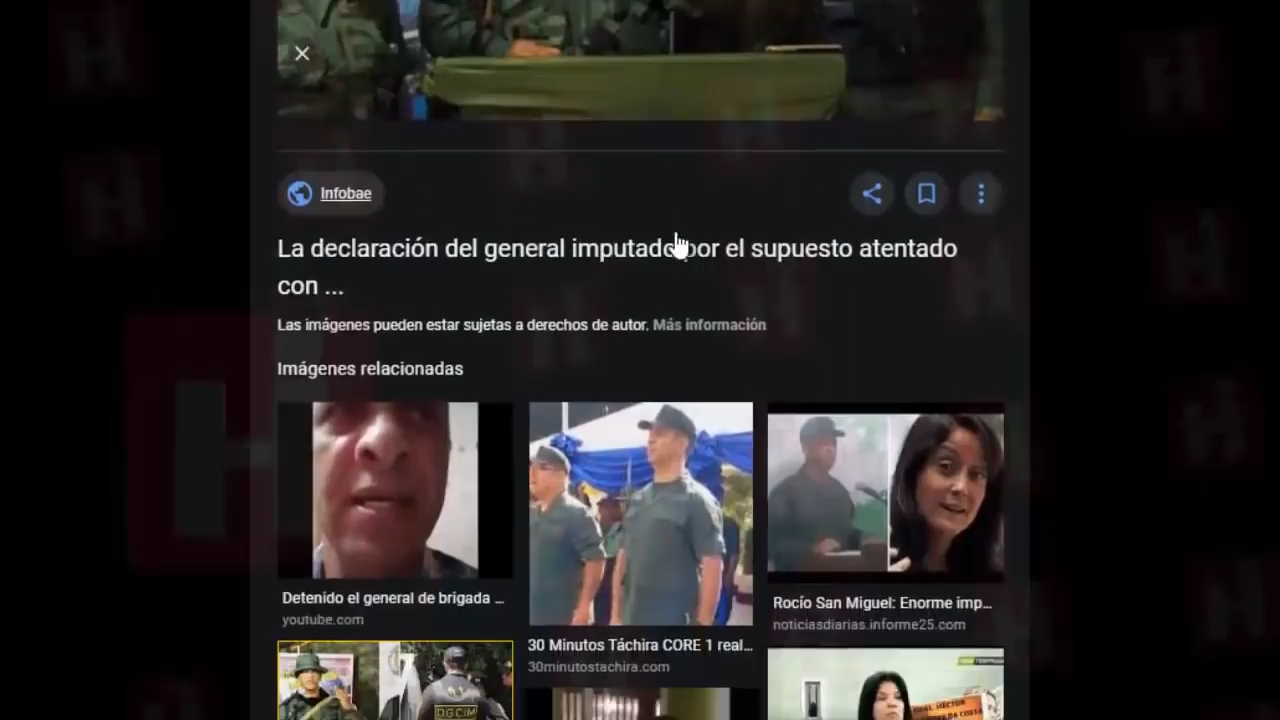 Infobae
La declaración del general imputado por el supuesto atentado
con ...
Las imágenes pueden estar sujetas a derechos de autor. Más información
Imágenes relacionadas
Detenido el general de brigada ...
youtube.com
30 Minutos Táchira CORE 1 real...
30minutostachira.com
Rocío San Miguel: Enorme imp...
noticiasdiarias.informe25.com
DGCIM